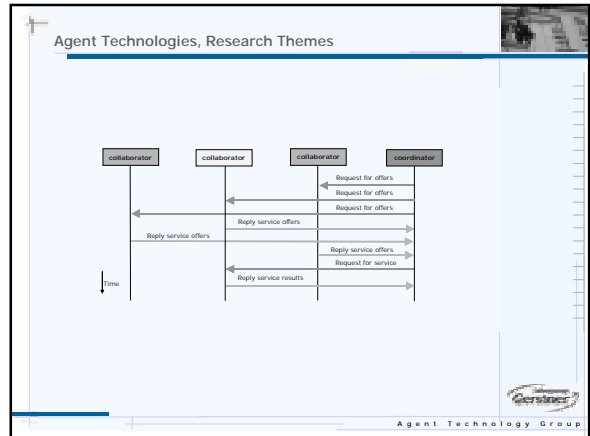 Agent Technologies, Research Themes
collaborator
collaborator
collaborator
coordinator
Request for offers
Request for offers
Request for offers
Reply service offers
Reply service offers
Reply service offers
Request for service
Reply service results
Time
Gerstner
Agent Technology Group